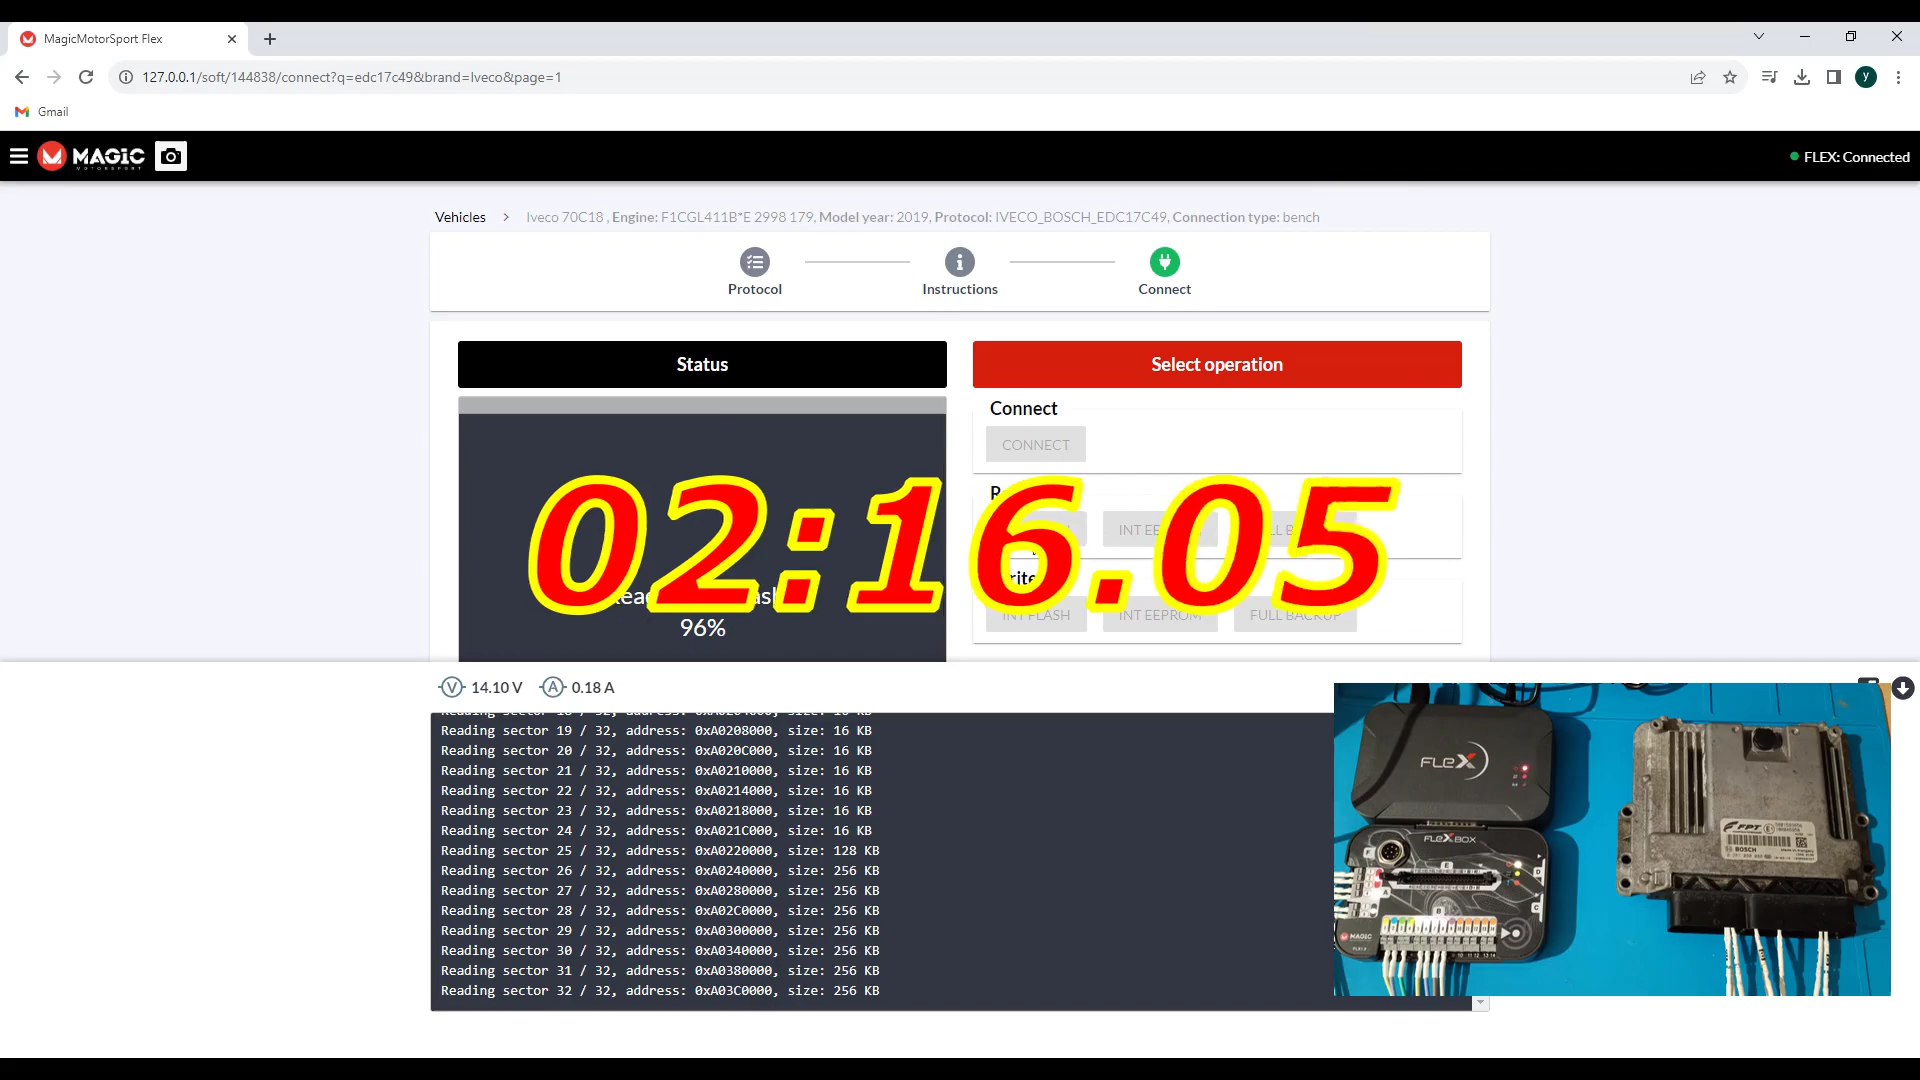 MagicMotorSport Flex
127.0.0.1/soft/144838/connect?q=edc17c49&brand=Iveco&page=1
y
Gmail
MAGIC
MOTORSPORT
FLEX: Connected
Vehicles > Iveco 70C18 , Engine: F1CGL411B*E 2998 179, Model year: 2019, Protocol: IVECO_BOSCH_EDC17C49, Connection type: bench
Protocol
Instructions
Connect
Status
Select operation
Connect
CONNECT
02:16.05
96%
INT FLASH
INT EEPROM
FULL BACKUP
V 14.10 V
A 0.18 A
Reading sector 19 / 32, address: 0xA0208000, size: 16 KB
Reading sector 20 / 32, address: 0xA020C000, size: 16 KB
Reading sector 21 / 32, address: 0xA0210000, size: 16 KB
Reading sector 22 / 32, address: 0xA0214000, size: 16 KB
Reading sector 23 / 32, address: 0xA0218000, size: 16 KB
Reading sector 24 / 32, address: 0xA021C000, size: 16 KB
Reading sector 25 / 32, address: 0xA0220000, size: 128 KB
Reading sector 26 / 32, address: 0xA0240000, size: 256 KB
Reading sector 27 / 32, address: 0xA0280000, size: 256 KB
Reading sector 28 / 32, address: 0xA02C0000, size: 256 KB
Reading sector 29 / 32, address: 0xA0300000, size: 256 KB
Reading sector 30 / 32, address: 0xA0340000, size: 256 KB
Reading sector 31 / 32, address: 0xA0380000, size: 256 KB
Reading sector 32 / 32, address: 0xA03C0000, size: 256 KB
FLEX
FLEXBOX
F
E
A
B
C
D
MAGIC
FPT
BOSCH